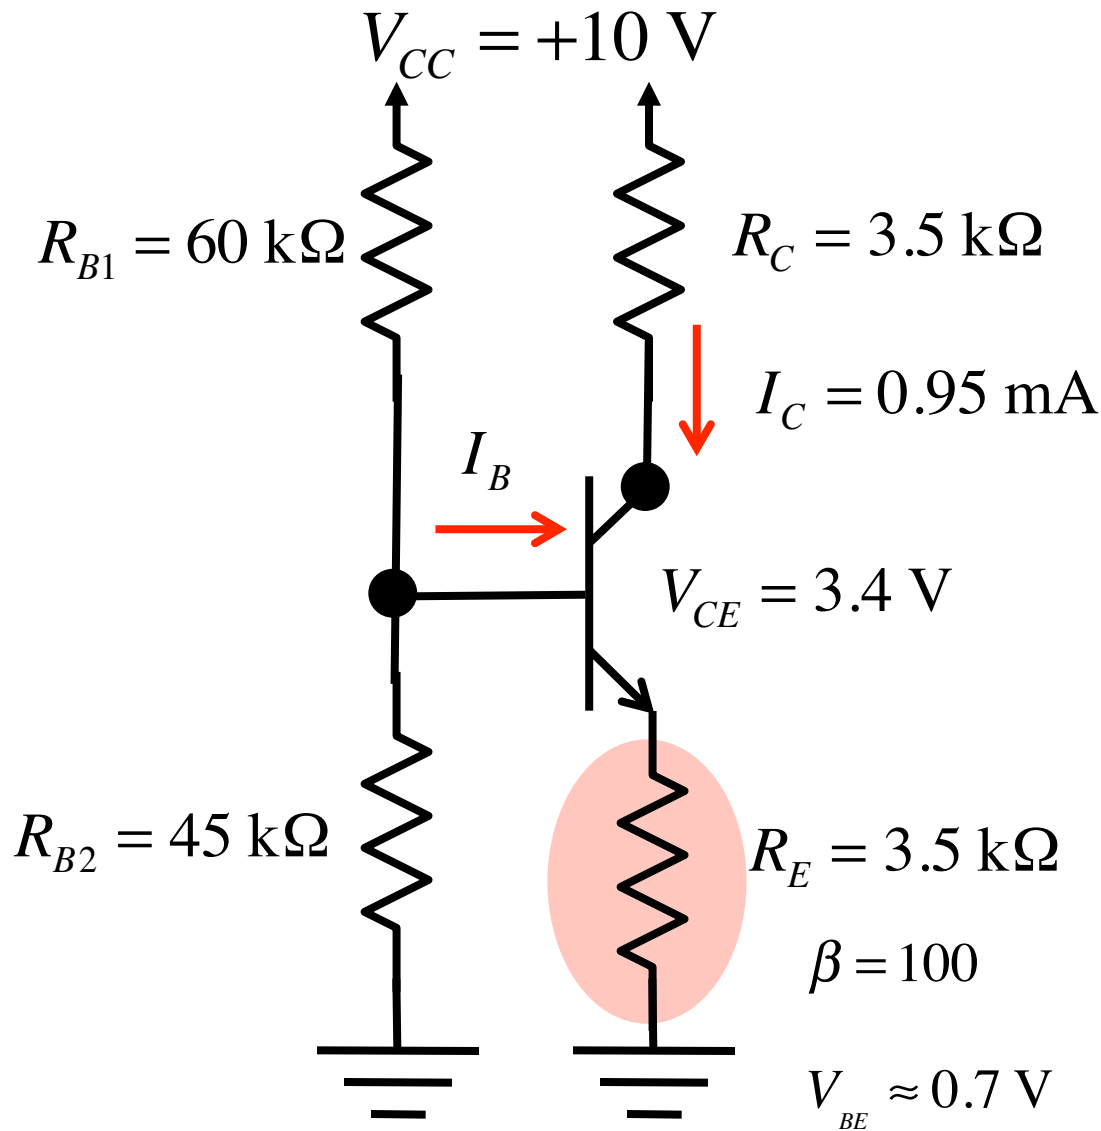 V_CC = +10 V
R_B1 = 60 kΩ
R_C = 3.5 kΩ
I_C = 0.95 mA
I_B
V_CE = 3.4 V
R_B2 = 45 kΩ
R_E = 3.5 kΩ
β = 100
V_BE ≈ 0.7 V